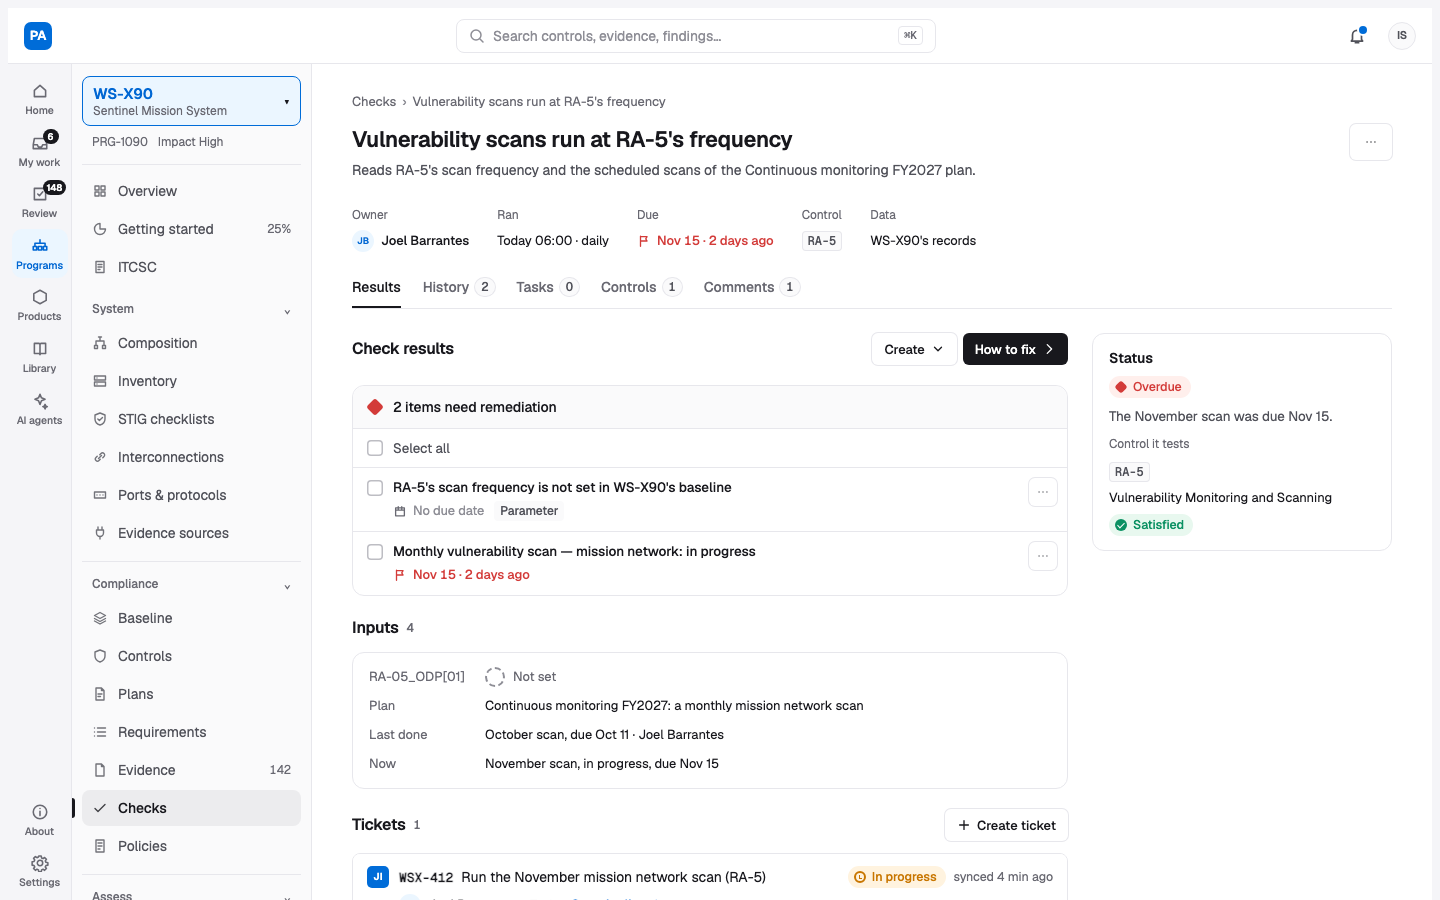 PA
Search controls, evidence, findings...
⌘K
IS
Home
6
My work
148
Review
Programs
Products
Library
AI agents
About
Settings
WS-X90
Sentinel Mission System
PRG-1090 Impact High
Overview
Getting started 25%
ITCSC
System
Composition
Inventory
STIG checklists
Interconnections
Ports & protocols
Evidence sources
Compliance
Baseline
Controls
Plans
Requirements
Evidence 142
Checks
Policies
Assess
Checks › Vulnerability scans run at RA-5's frequency
Vulnerability scans run at RA-5's frequency
Reads RA-5's scan frequency and the scheduled scans of the Continuous monitoring FY2027 plan.
Owner Ran Due Control Data
JB Joel Barrantes Today 06:00 · daily Nov 15 · 2 days ago RA-5 WS-X90's records
Results History 2 Tasks 0 Controls 1 Comments 1
Check results
Create
How to fix
2 items need remediation
Select all
RA-5's scan frequency is not set in WS-X90's baseline
No due date Parameter
Monthly vulnerability scan — mission network: in progress
Nov 15 · 2 days ago
Inputs 4
RA-05_ODP[01] Not set
Plan Continuous monitoring FY2027: a monthly mission network scan
Last done October scan, due Oct 11 · Joel Barrantes
Now November scan, in progress, due Nov 15
Tickets 1
Create ticket
JI WSX-412 Run the November mission network scan (RA-5) In progress synced 4 min ago
Status
Overdue
The November scan was due Nov 15.
Control it tests
RA-5
Vulnerability Monitoring and Scanning
Satisfied